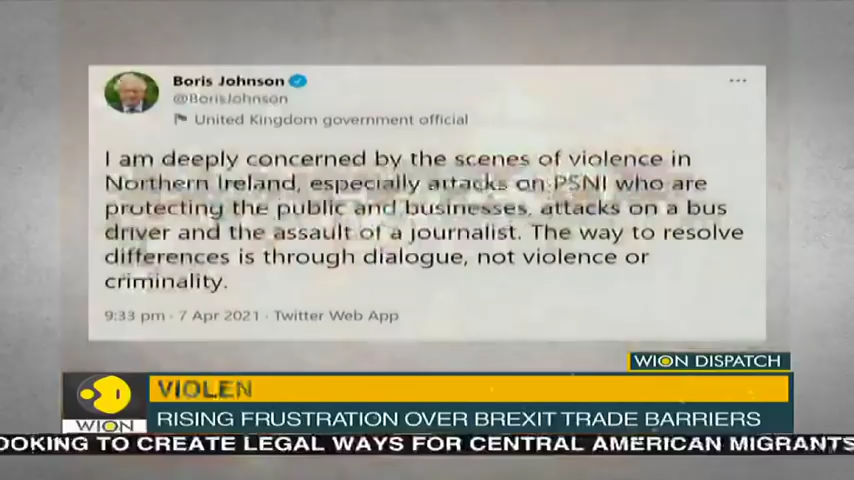 Boris Johnson
@BorisJohnson
United Kingdom government official
I am deeply concerned by the scenes of violence in
Northern Ireland, especially attacks on PSNI who are
protecting the public and businesses, attacks on a bus
driver and the assault of a journalist. The way to resolve
differences is through dialogue, not violence or
criminality.
9:33 pm · 7 Apr 2021 · Twitter Web App
WION DISPATCH
VIOLEN
RISING FRUSTRATION OVER BREXIT TRADE BARRIERS
WION
OOKING TO CREATE LEGAL WAYS FOR CENTRAL AMERICAN MIGRANTS